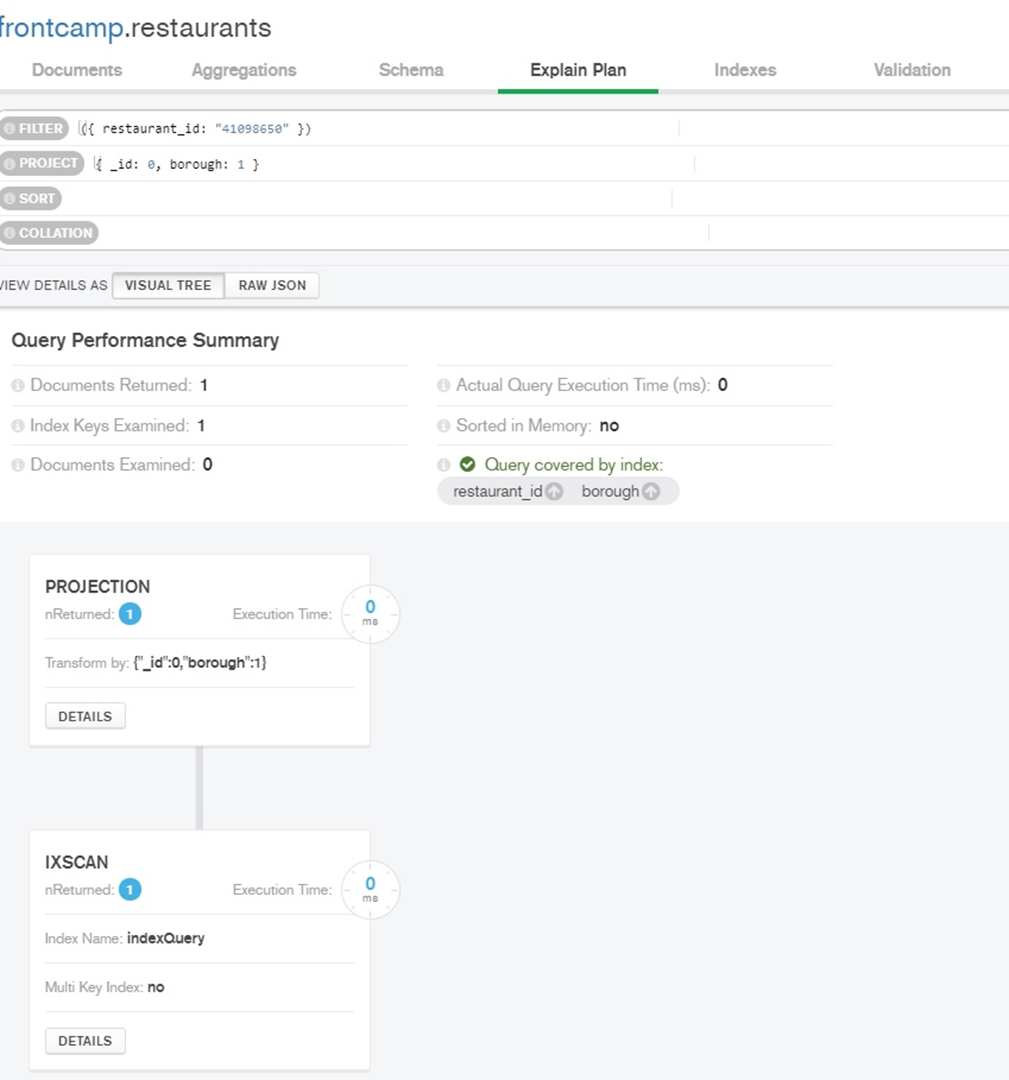 frontcamp.restaurants
Documents Aggregations Schema Explain Plan Indexes Validation
FILTER ({ restaurant_id: "41098650" })
PROJECT { _id: 0, borough: 1 }
SORT
COLLATION
VIEW DETAILS AS VISUAL TREE RAW JSON
Query Performance Summary
Documents Returned: 1 Actual Query Execution Time (ms): 0
Index Keys Examined: 1 Sorted in Memory: no
Documents Examined: 0 Query covered by index:
restaurant_id borough
PROJECTION
nReturned: 1 Execution Time: 0 ms
Transform by: {"_id":0,"borough":1}
DETAILS
IXSCAN
nReturned: 1 Execution Time: 0 ms
Index Name: indexQuery
Multi Key Index: no
DETAILS